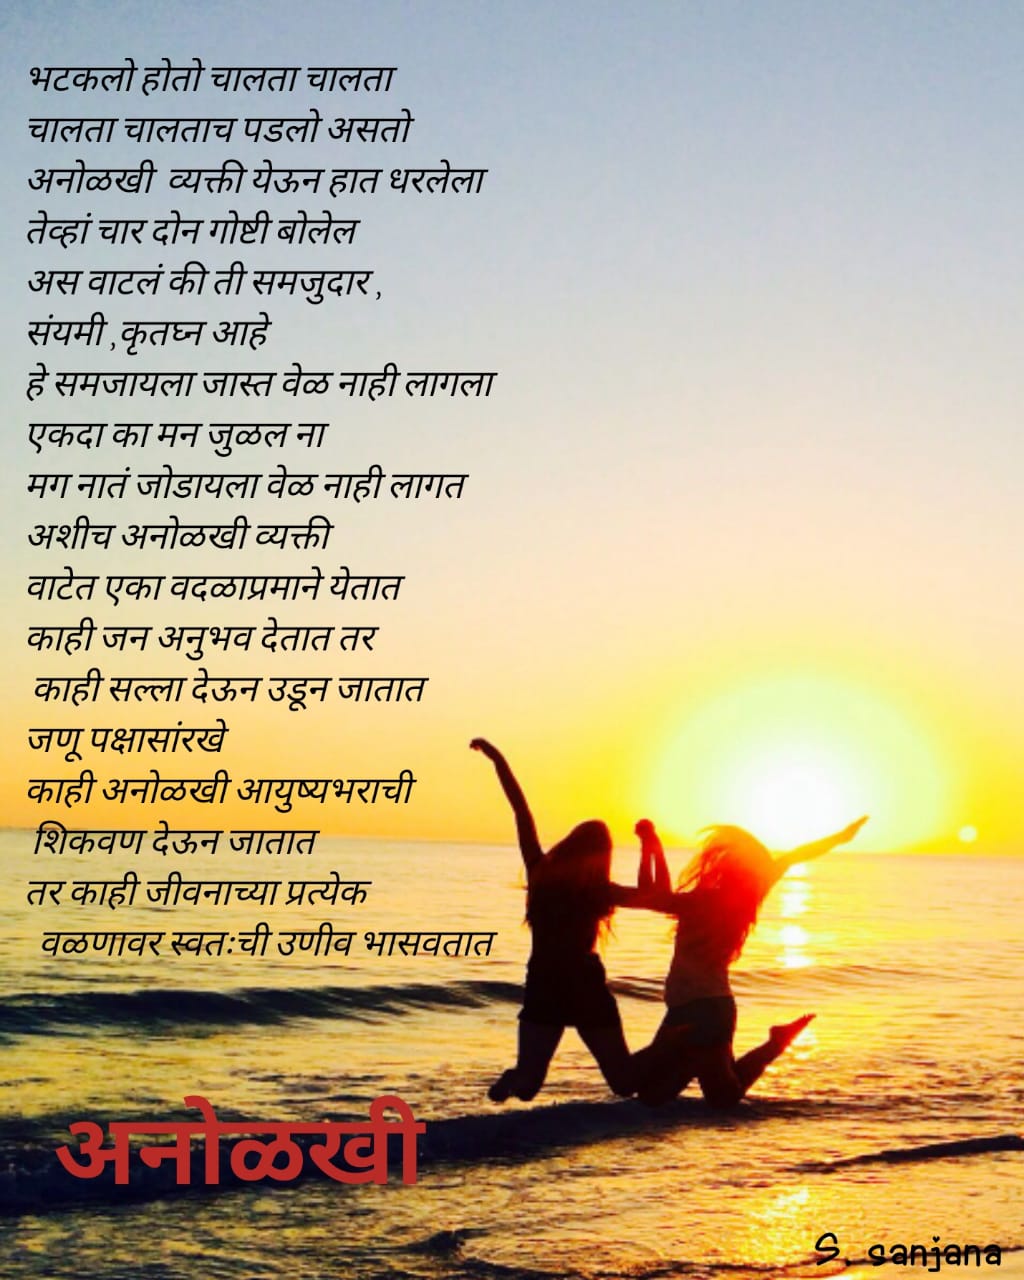 भटकलो होतो चालता चालता
चालता चालताच पडलो असतो
अनोळखी व्यक्ती येऊन हात धरलेला
तेव्हां चार दोन गोष्टी बोलेल
अस वाटलं की ती समजुदार ,
संयमी ,कृतघ्न आहे
हे समजायला जास्त वेळ नाही लागला
एकदा का मन जुळल ना
मग नातं जोडायला वेळ नाही लागत
अशीच अनोळखी व्यक्ती
वाटेत एका वदळाप्रमाने येतात
काही जन अनुभव देतात तर
काही सल्ला देऊन उडून जातात
जणू पक्षासांरखे
काही अनोळखी आयुष्यभराची
शिकवण देऊन जातात
तर काही जीवनाच्या प्रत्येक
वळणावर स्वतःची उणीव भासवतात
अनोळखी
S. sanjana